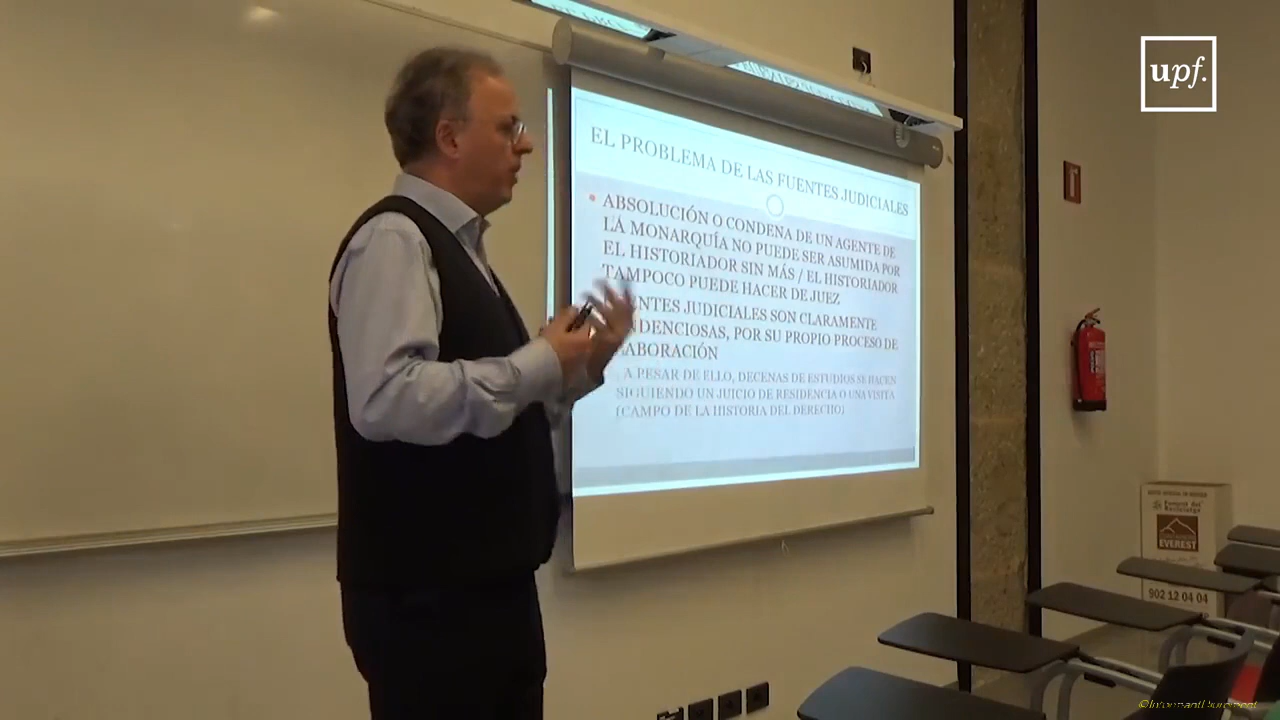 upf.
EL PROBLEMA DE LAS FUENTES JUDICIALES
ABSOLUCIÓN O CONDENA DE UN AGENTE DE
LA MONARQUÍA NO PUEDE SER ASUMIDA POR
EL HISTORIADOR SIN MÁS / EL HISTORIADOR
TAMPOCO PUEDE HACER DE JUEZ
ENTES JUDICIALES SON CLARAMENTE
NDENCIOSAS, POR SU PROPIO PROCESO DE
ABORACIÓN
A PESAR DE ELLO, DECENAS DE ESTUDIOS SE HACEN
SIGUIENDO UN JUICIO DE RESIDENCIA O UNA VISITA
(CAMPO DE LA HISTORIA DEL DERECHO)
EVEREST
902 12 04 04